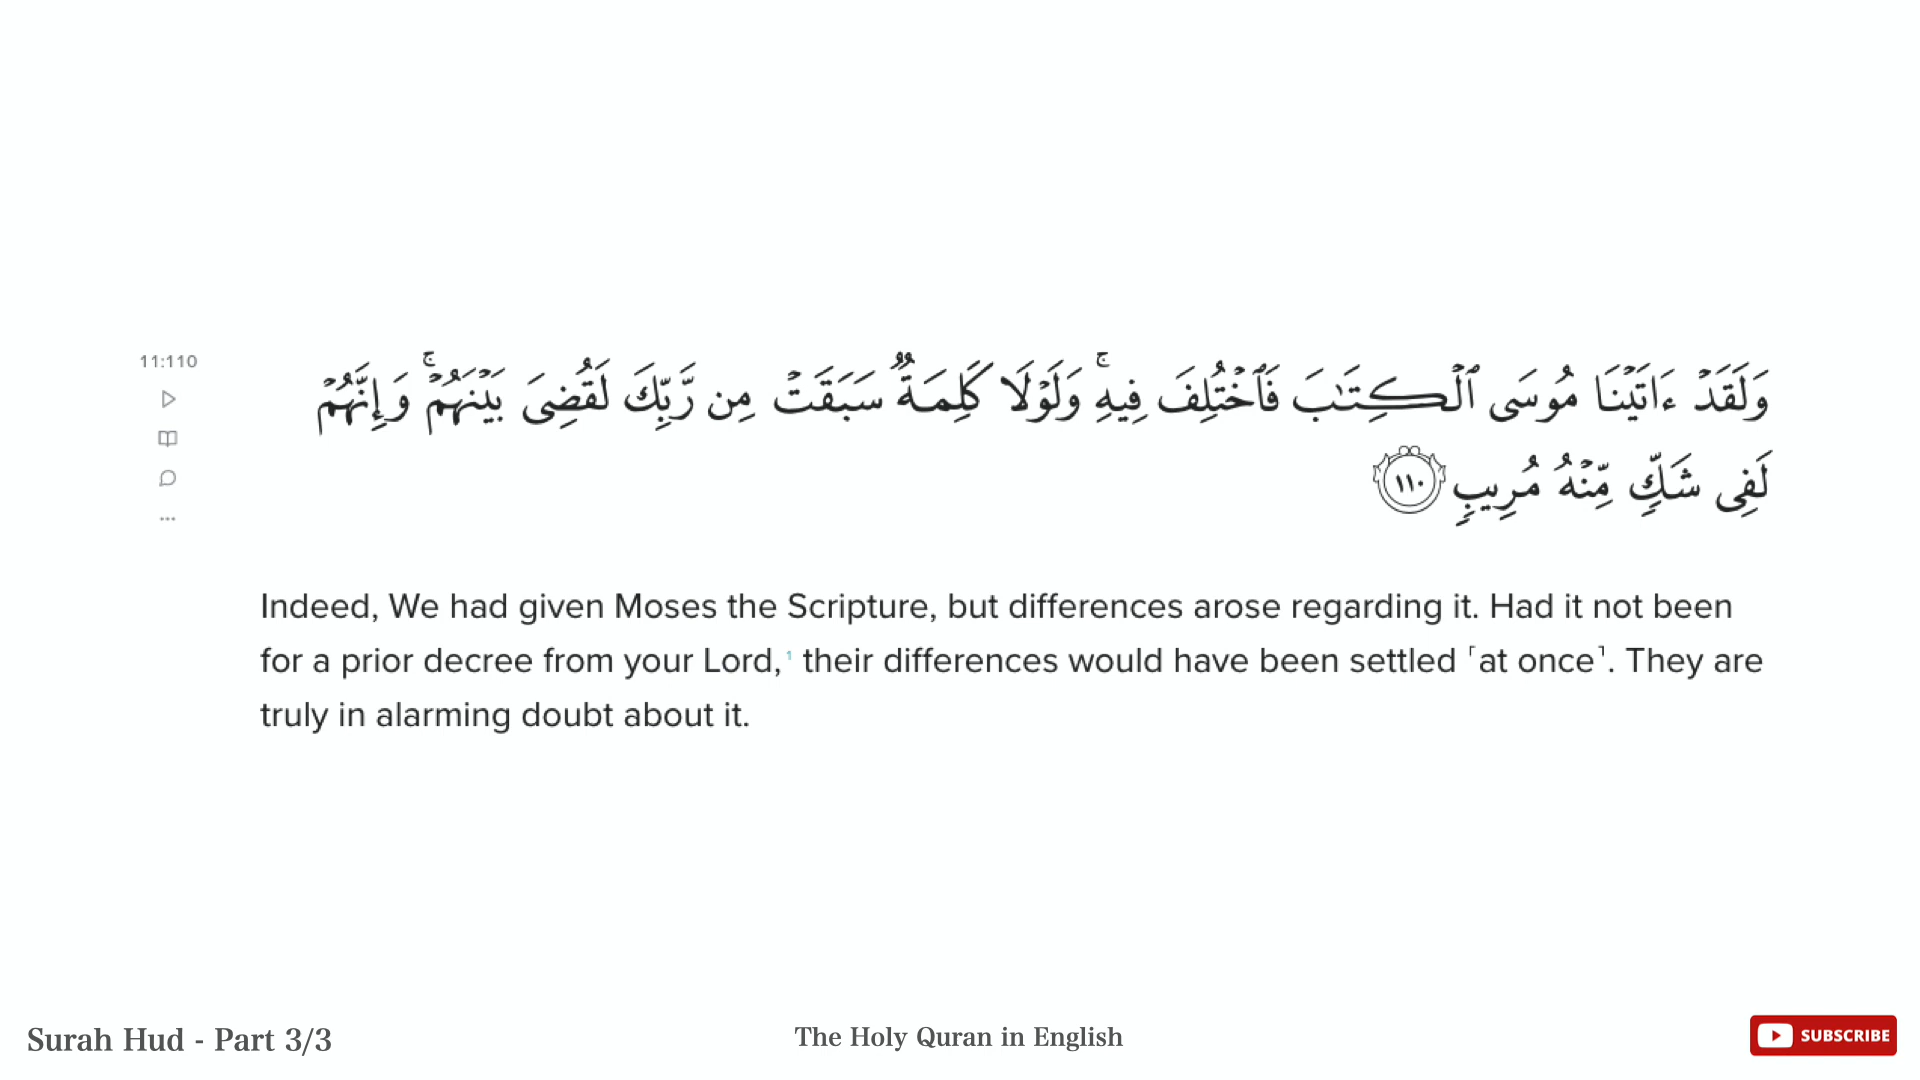 11:110
وَلَقَدۡ ءَاتَيۡنَا مُوسَى ٱلۡكِتَٰبَ فَٱخۡتُلِفَ فِيهِۚ وَلَوۡلَا كَلِمَةٞ سَبَقَتۡ مِن رَّبِّكَ لَقُضِىَ بَيۡنَهُمۡۚ وَإِنَّهُمۡ
لَفِى شَكّٖ مِّنۡهُ مُرِيبٖ ١١٠
Indeed, We had given Moses the Scripture, but differences arose regarding it. Had it not been
for a prior decree from your Lord,¹ their differences would have been settled ˹at once˺. They are
truly in alarming doubt about it.
Surah Hud - Part 3/3
The Holy Quran in English
SUBSCRIBE